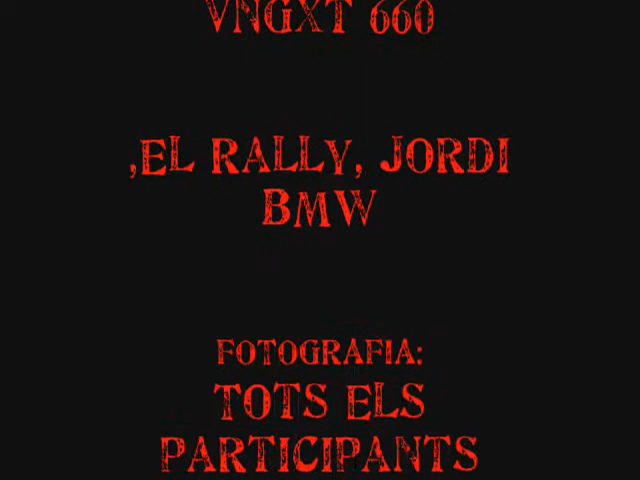 VNGXT 660
,EL RALLY, JORDI
BMW
FOTOGRAFIA:
TOTS ELS
PARTICIPANTS